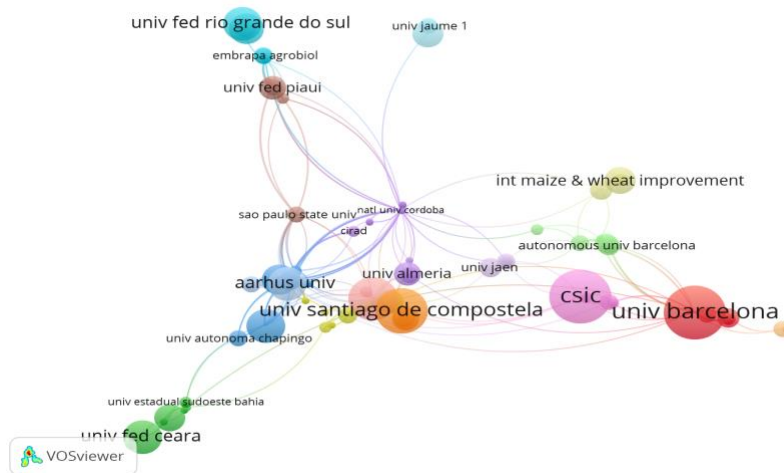 univ fed rio grande do sul
univ jaume 1
embrapa agrobiol
univ fed piaui
int maize & wheat improvement
natl univ cordoba
sao paulo state univ
cirad
autonomous univ barcelona
univ jaen
univ almeria
aarhus univ
csic
univ santiago de compostela
univ barcelona
univ autonoma chapingo
univ estadual sudoeste bahia
univ fed ceara
VOSviewer